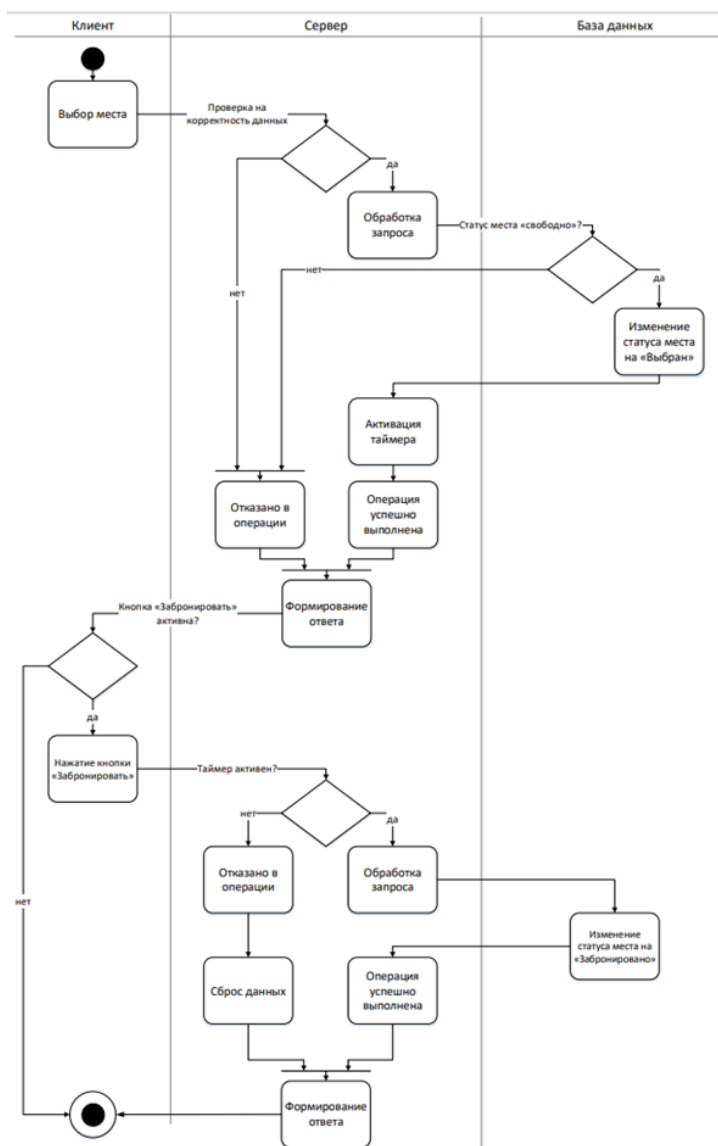 Клиент
Сервер
База данных
Выбор места
Проверка на
корректность данных
да
Обработка
запроса
Статус места «свободно»?
нет
нет
да
Изменение
статуса места
на «Выбран»
Активация
таймера
Отказано в
операции
Операция
успешно
выполнена
Формирование
ответа
Кнопка «Забронировать»
активна?
да
Нажатие кнопки
«Забронировать»
Таймер активен?
нет
да
Отказано в
операции
Обработка
запроса
нет
Изменение
статуса места на
«Забронировано»
Сброс данных
Операция
успешно
выполнена
Формирование
ответа